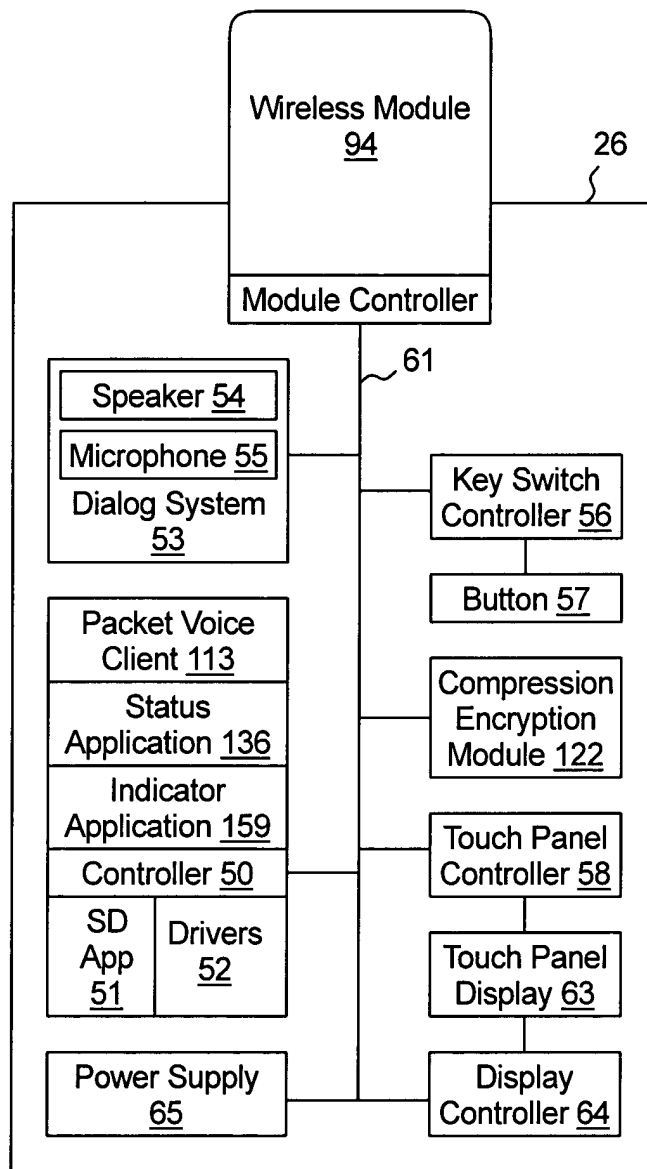 Wireless Module
94
26
Module Controller
61
Speaker 54
Microphone 55
Dialog System
53
Key Switch
Controller 56
Button 57
Packet Voice
Client 113
Status
Application 136
Indicator
Application 159
Controller 50
SD
App
51
Drivers
52
Compression
Encryption
Module 122
Touch Panel
Controller 58
Touch Panel
Display 63
Power Supply
65
Display
Controller 64